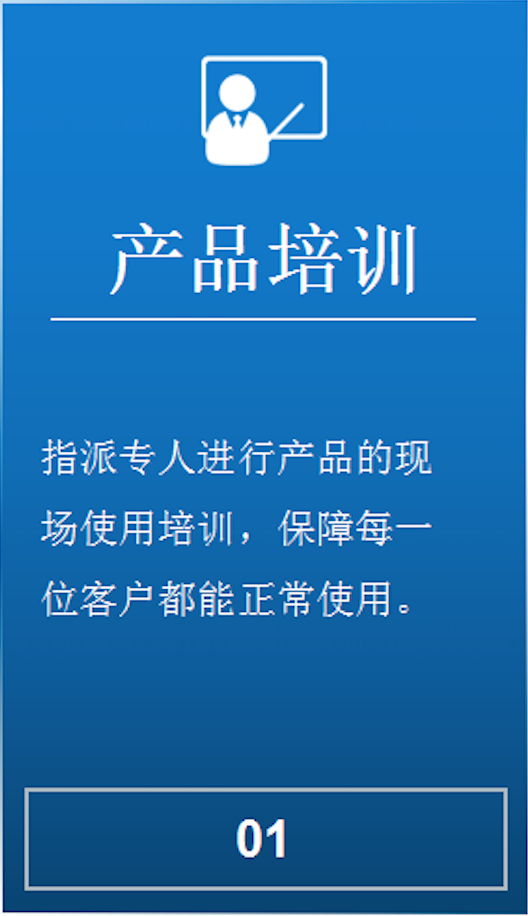 产品培训
指派专人进行产品的现
场使用培训，保障每一
位客户都能正常使用。
01